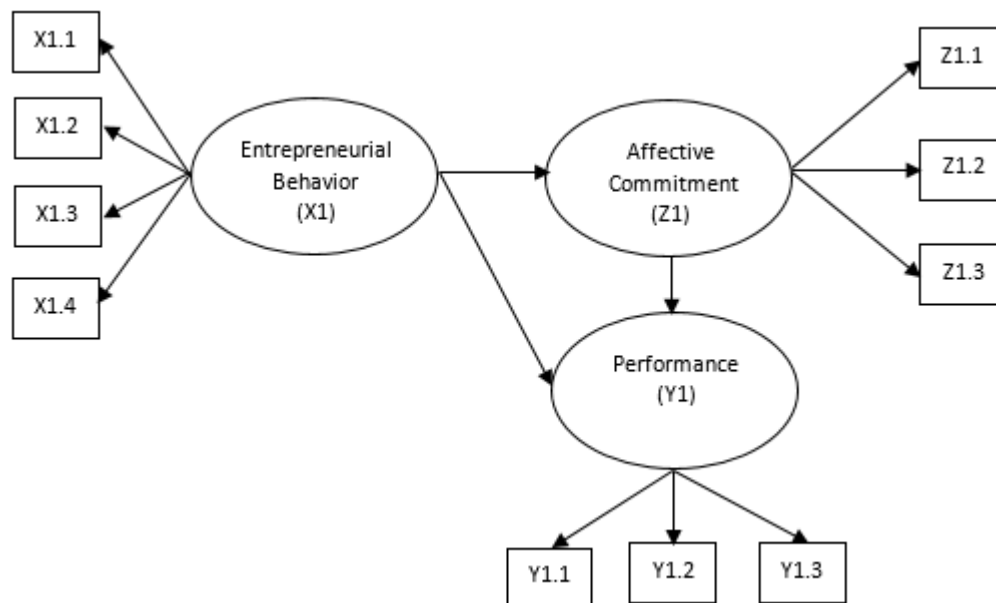 X1.1
X1.2
X1.3
X1.4
Entrepreneurial
Behavior
(X1)
Affective
Commitment
(Z1)
Z1.1
Z1.2
Z1.3
Performance
(Y1)
Y1.1
Y1.2
Y1.3